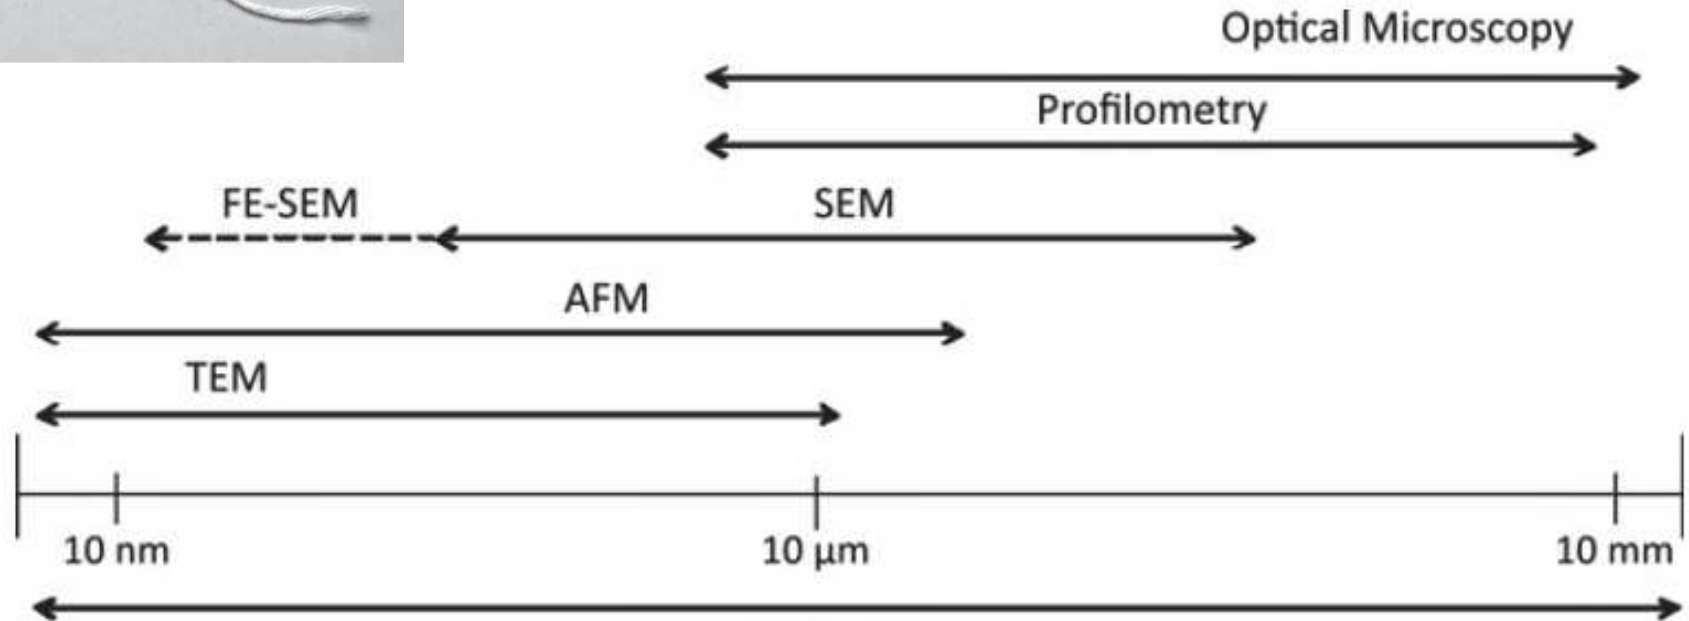 Optical Microscopy
Profilometry
FE-SEM
SEM
AFM
TEM
10 nm
10 µm
10 mm